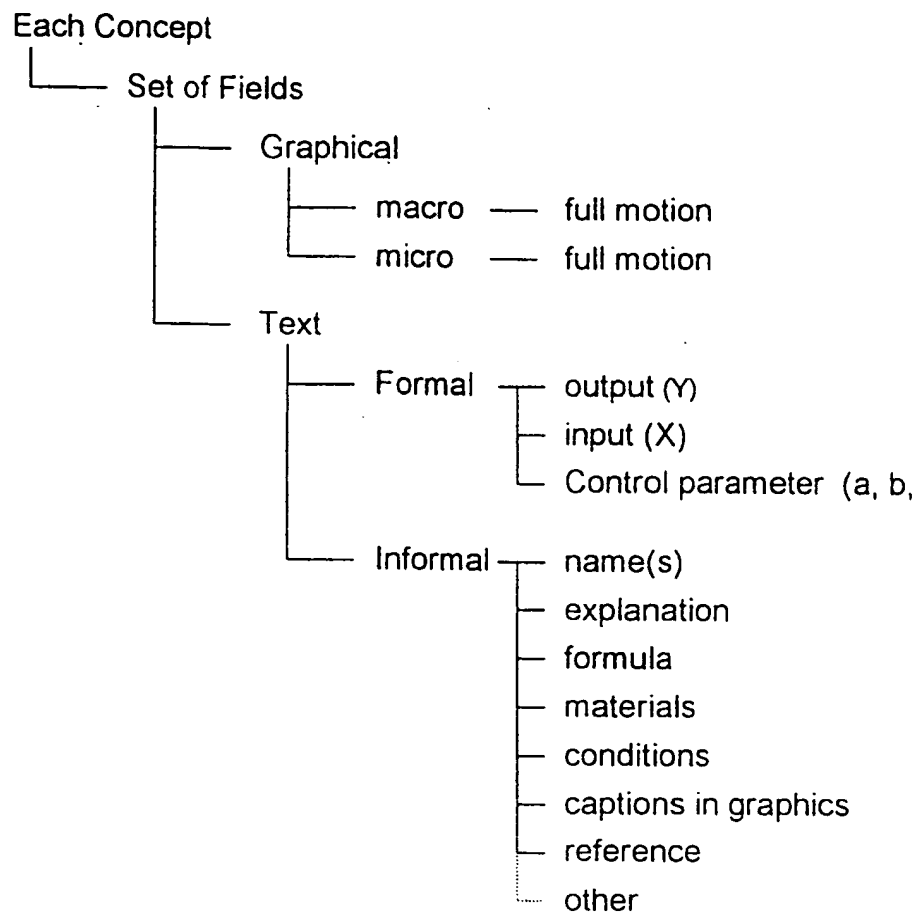 Each Concept
Set of Fields
Graphical
macro full motion
micro full motion
Text
Formal output (Y)
input (X)
Control parameter (a, b,
Informal name(s)
explanation
formula
materials
conditions
captions in graphics
reference
other